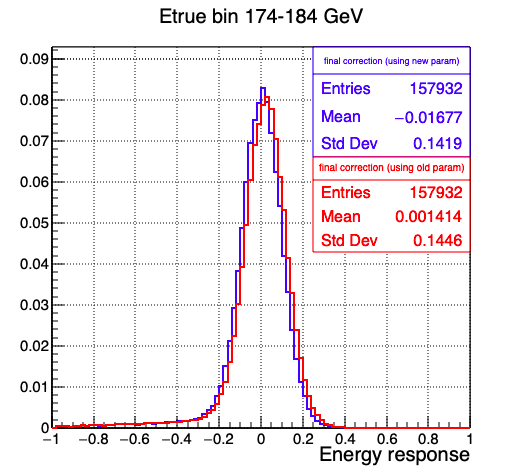 Etrue bin 174-184 GeV
final correction (using new param)
Entries 157932
Mean −0.01677
Std Dev 0.1419
final correction (using old param)
Entries 157932
Mean 0.001414
Std Dev 0.1446
0.09
0.08
0.07
0.06
0.05
0.04
0.03
0.02
0.01
0
−1 −0.8 −0.6 −0.4 −0.2 0 0.2 0.4 0.6 0.8 1
Energy response